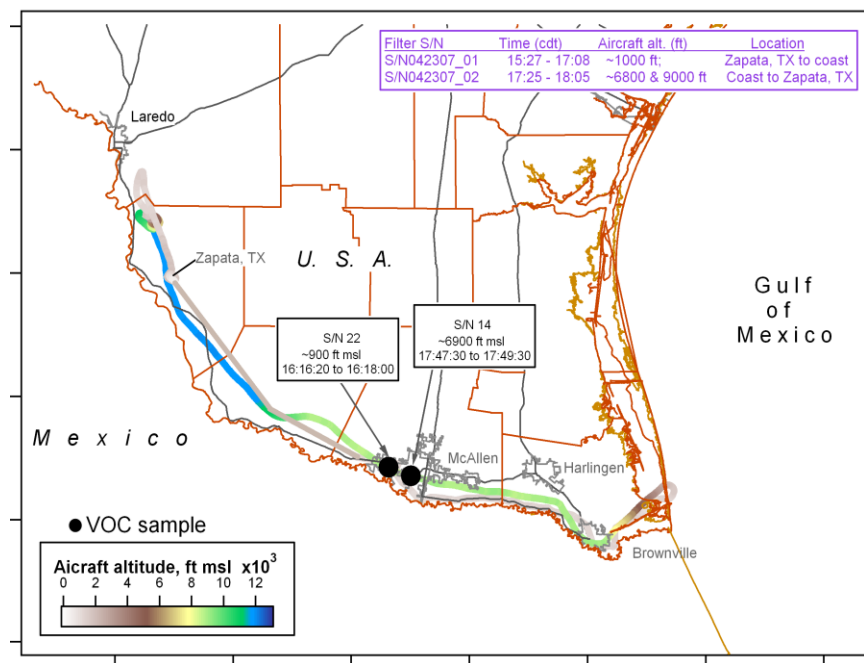 Filter S/N Time (cdt) Aircraft alt. (ft) Location
S/N042307_01 15:27 - 17:08 ~1000 ft; Zapata, TX to coast
S/N042307_02 17:25 - 18:05 ~6800 & 9000 ft Coast to Zapata, TX
Laredo
Zapata, TX
U. S. A.
Gulf
of
Mexico
S/N 22
~900 ft msl
16:16:20 to 16:18:00
S/N 14
~6900 ft msl
17:47:30 to 17:49:30
Mexico
McAllen
Harlingen
Brownville
VOC sample
Aicraft altitude, ft msl x10³
0 2 4 6 8 10 12